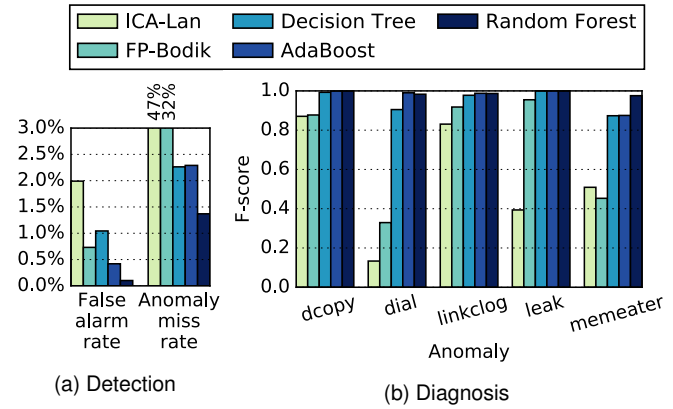 ICA-Lan Decision Tree Random Forest
FP-Bodik AdaBoost
47%
32%
3.0%
2.0%
1.5%
1.0%
0.5%
0.0%
False alarm rate
Anomaly miss rate
(a) Detection
F-score
1.0
0.8
0.6
0.4
0.2
0.0
dcopy
dial
linkclog
leak
memeater
Anomaly
(b) Diagnosis